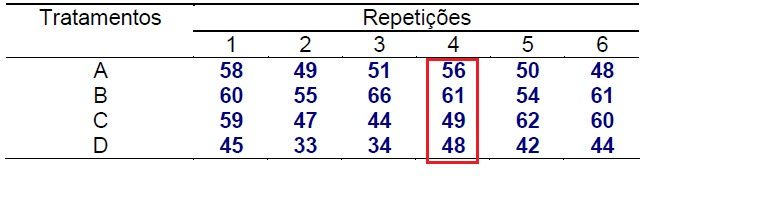 Tratamentos Repetições
1 2 3 4 5 6
A 58 49 51 56 50 48
B 60 55 66 61 54 61
C 59 47 44 49 62 60
D 45 33 34 48 42 44